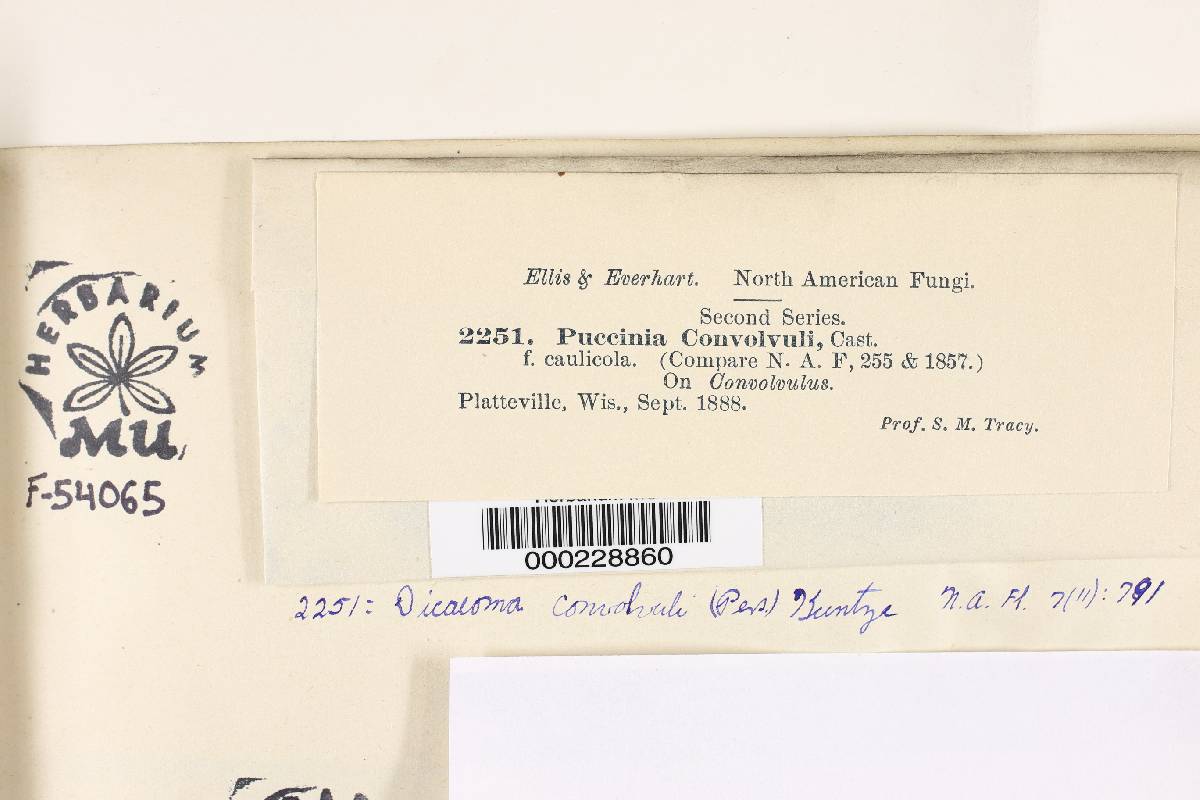 HERBARIUM
MU
F-54065
Ellis & Everhart. North American Fungi.
Second Series.
2251. Puccinia Convolvuli, Cast.
f. caulicola. (Compare N. A. F, 255 & 1857.)
On Convolvulus.
Platteville, Wis., Sept. 1888.
Prof. S. M. Tracy.
000228860
2251: Dicaeoma convolvuli (Pers.) Kuntze N.A. Fl. 7(11): 791